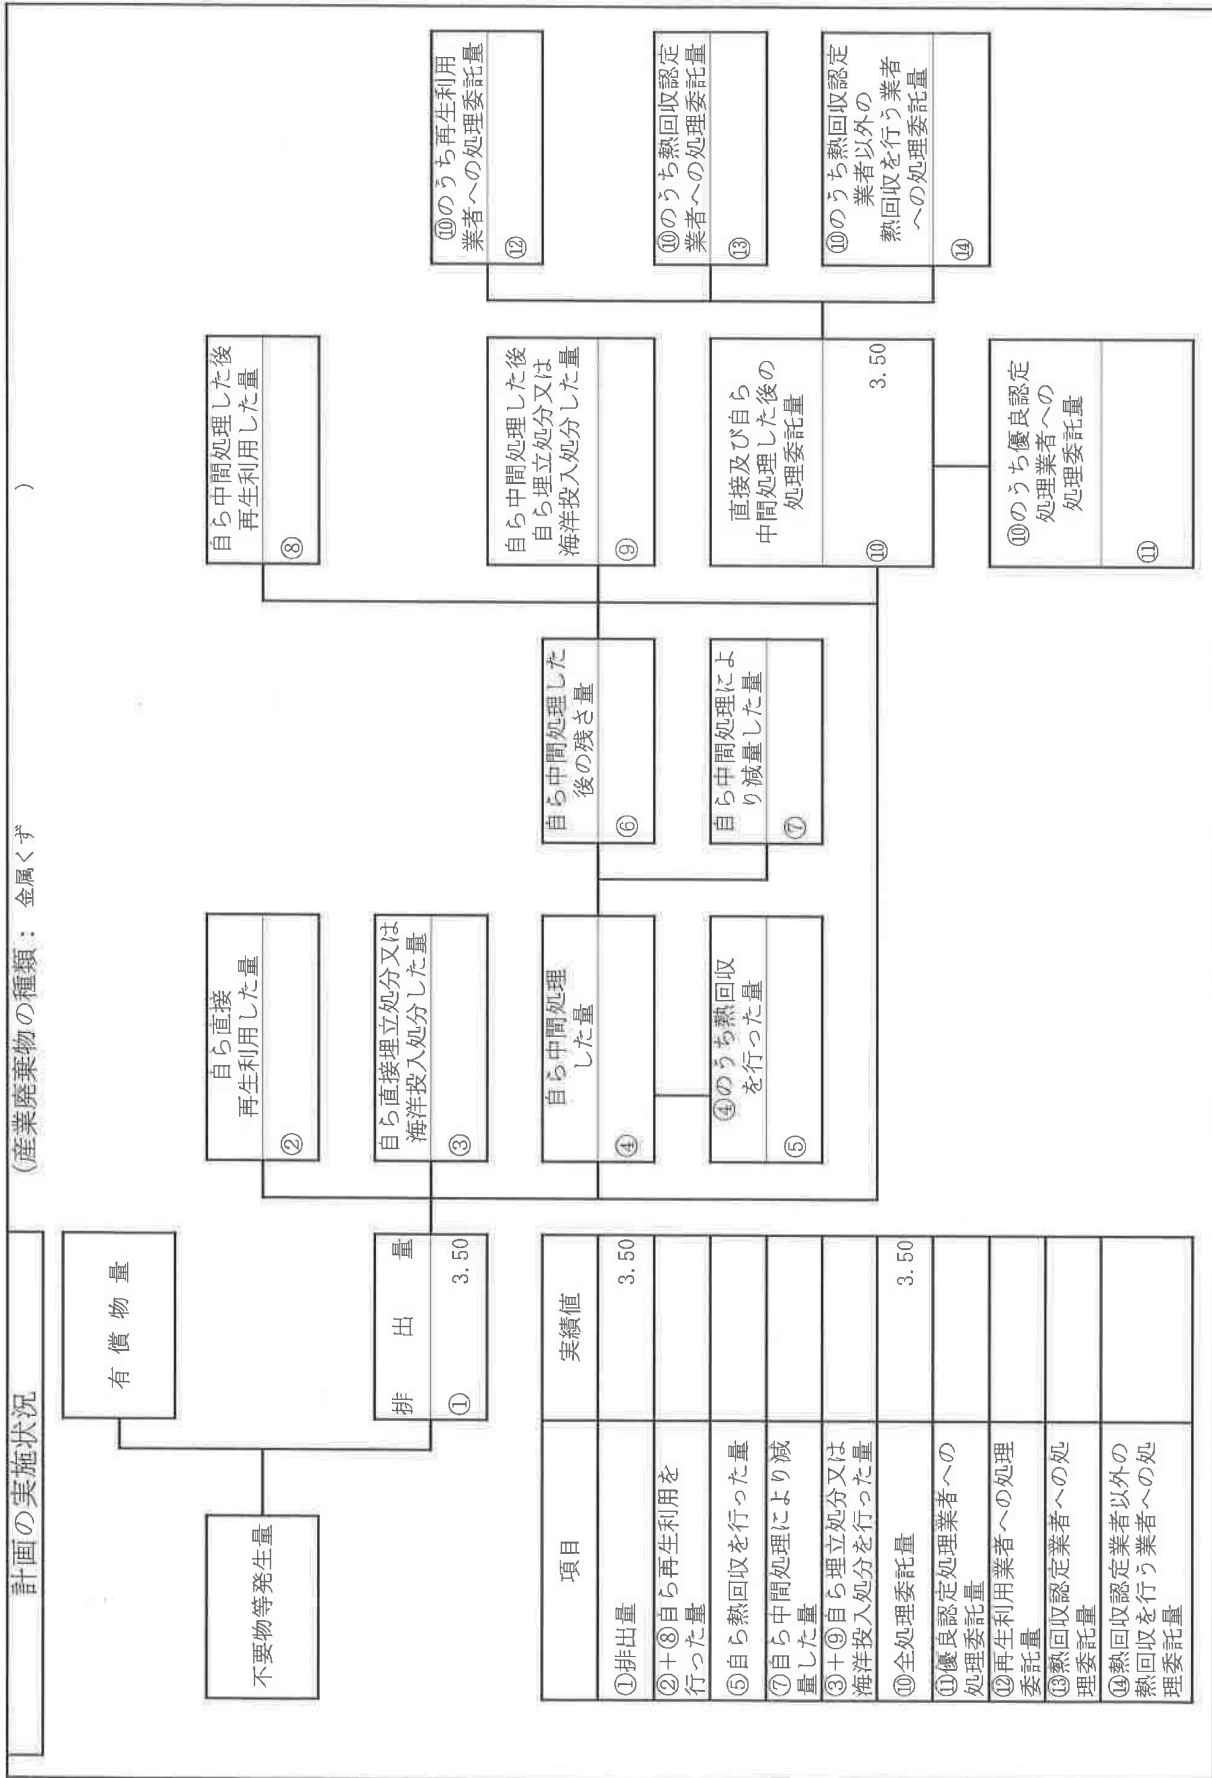 計画の実施状況
(産業廃棄物の種類： 金属くず )
不要物等発生量
有 償 物 量
排 出 量
① 3.50
自ら直接
再生利用した量
②
自ら直接埋立処分又は
海洋投入処分した量
③
自ら中間処理
した量
④
④のうち熱回収
を行った量
⑤
自ら中間処理した
後の残さ量
⑥
自ら中間処理によ
り減量した量
⑦
自ら中間処理した後
再生利用した量
⑧
自ら中間処理した後
自ら埋立処分又は
海洋投入処分した量
⑨
直接及び自ら
中間処理した後の
処理委託量
⑩ 3.50
⑩のうち優良認定
処理業者への
処理委託量
⑪
⑩のうち再生利用
業者への処理委託量
⑫
⑩のうち熱回収認定
業者への処理委託量
⑬
⑩のうち熱回収認定
業者以外の
熱回収を行う業者
への処理委託量
⑭
項目 実績値
①排出量 3.50
②＋⑧自ら再生利用を
行った量
⑤自ら熱回収を行った量
⑦自ら中間処理により減
量した量
③＋⑨自ら埋立処分又は
海洋投入処分を行った量
⑩全処理委託量 3.50
⑪優良認定処理業者への
処理委託量
⑫再生利用業者への処理
委託量
⑬熱回収認定業者への処
理委託量
⑭熱回収認定業者以外の
熱回収を行う業者への処
理委託量